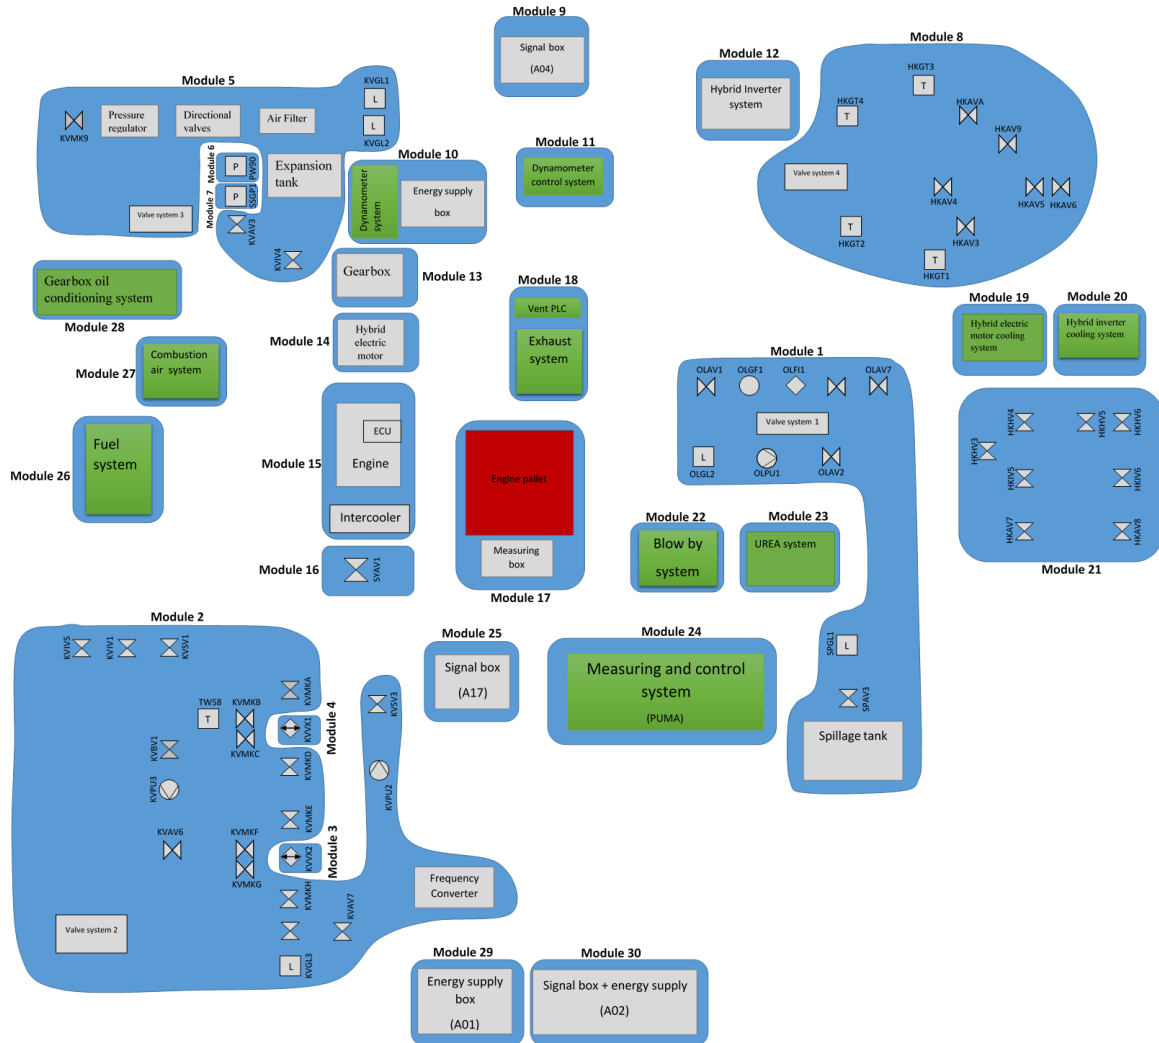 Module 9
Signal box
(A04)
Module 5
KVGL1
L
L
KVGL2
KVMK9
Pressure
regulator
Directional
valves
Air Filter
Module 6
P
PW90
Module 7
P
SSGP1
Expansion
tank
Valve system 3
KVAV3
KVIV4
Module 10
Dynamometer
system
Energy supply
box
Module 11
Dynamometer
control system
Module 12
Hybrid Inverter
system
Module 8
HKGT3
T
HKGT4
T
HKAVA
HKAV9
Valve system 4
HKAV4
HKAV5
HKAV6
T
HKGT2
HKAV3
T
HKGT1
Gearbox
Module 13
Gearbox oil
conditioning system
Module 28
Module 14
Hybrid
electric
motor
Module 18
Vent PLC
Exhaust
system
Module 27
Combustion
air system
Module 19
Hybrid electric
motor cooling
system
Module 20
Hybrid inverter
cooling system
Module 1
OLAV1
OLGF1
OLFI1
OLAV7
Valve system 1
L
OLGL2
OLPU1
OLAV2
Module 26
Fuel
system
Module 15
ECU
Engine
Intercooler
Engine pallet
Measuring
box
Module 17
HKHV3
HKHV4
HKHV5
HKHV6
HKIV5
HKIV6
HKAV7
HKAV8
Module 21
Module 16
SYAV1
Module 22
Blow by
system
Module 23
UREA system
Module 2
KVIV5
KVIV1
KVSV1
KVMKA
TW58
T
KVMKB
KVMKC
KVVX1
Module 4
KVMKD
KVBV1
KVPU3
KVMKE
KVAV6
KVMKF
KVMKG
KVVX2
Module 3
KVMKH
KVAV7
Valve system 2
L
KVGL3
KVSV3
KVPU2
Frequency
Converter
Module 25
Signal box
(A17)
Module 24
Measuring and control
system
(PUMA)
SPGL1
L
SPAV3
Spillage tank
Module 29
Energy supply
box
(A01)
Module 30
Signal box + energy supply
(A02)